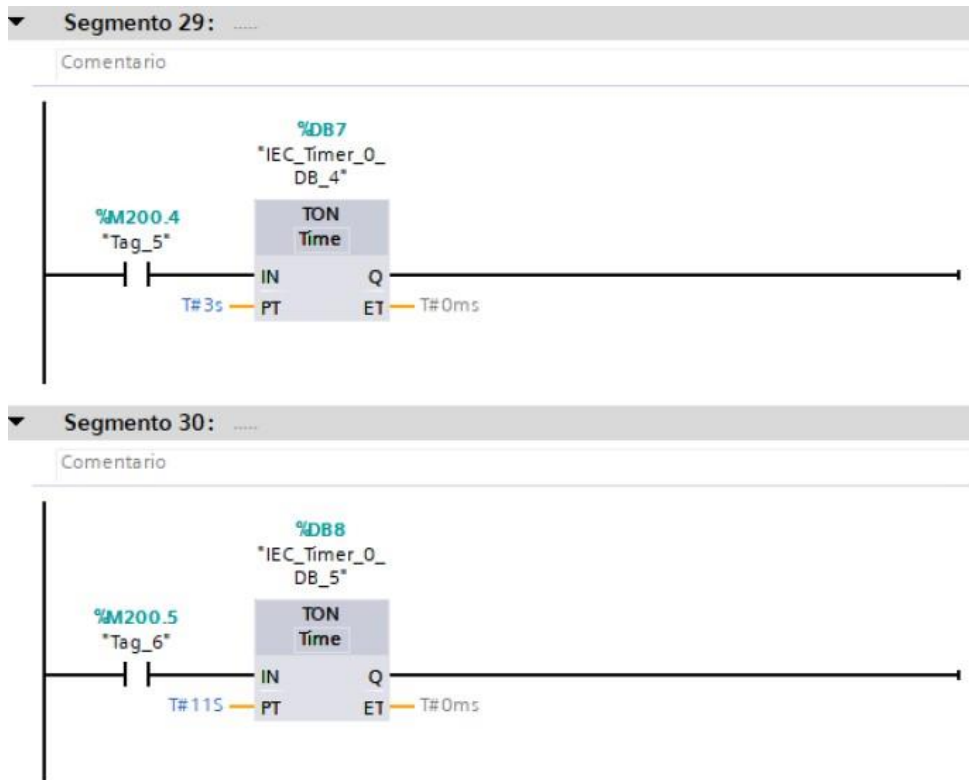 Segmento 29: .....
Comentario
%DB7
"IEC_Timer_0_
DB_4"
%M200.4
"Tag_5"
TON
Time
IN Q
T#3s PT ET T#0ms
Segmento 30: .....
Comentario
%DB8
"IEC_Timer_0_
DB_5"
%M200.5
"Tag_6"
TON
Time
IN Q
T#11S PT ET T#0ms